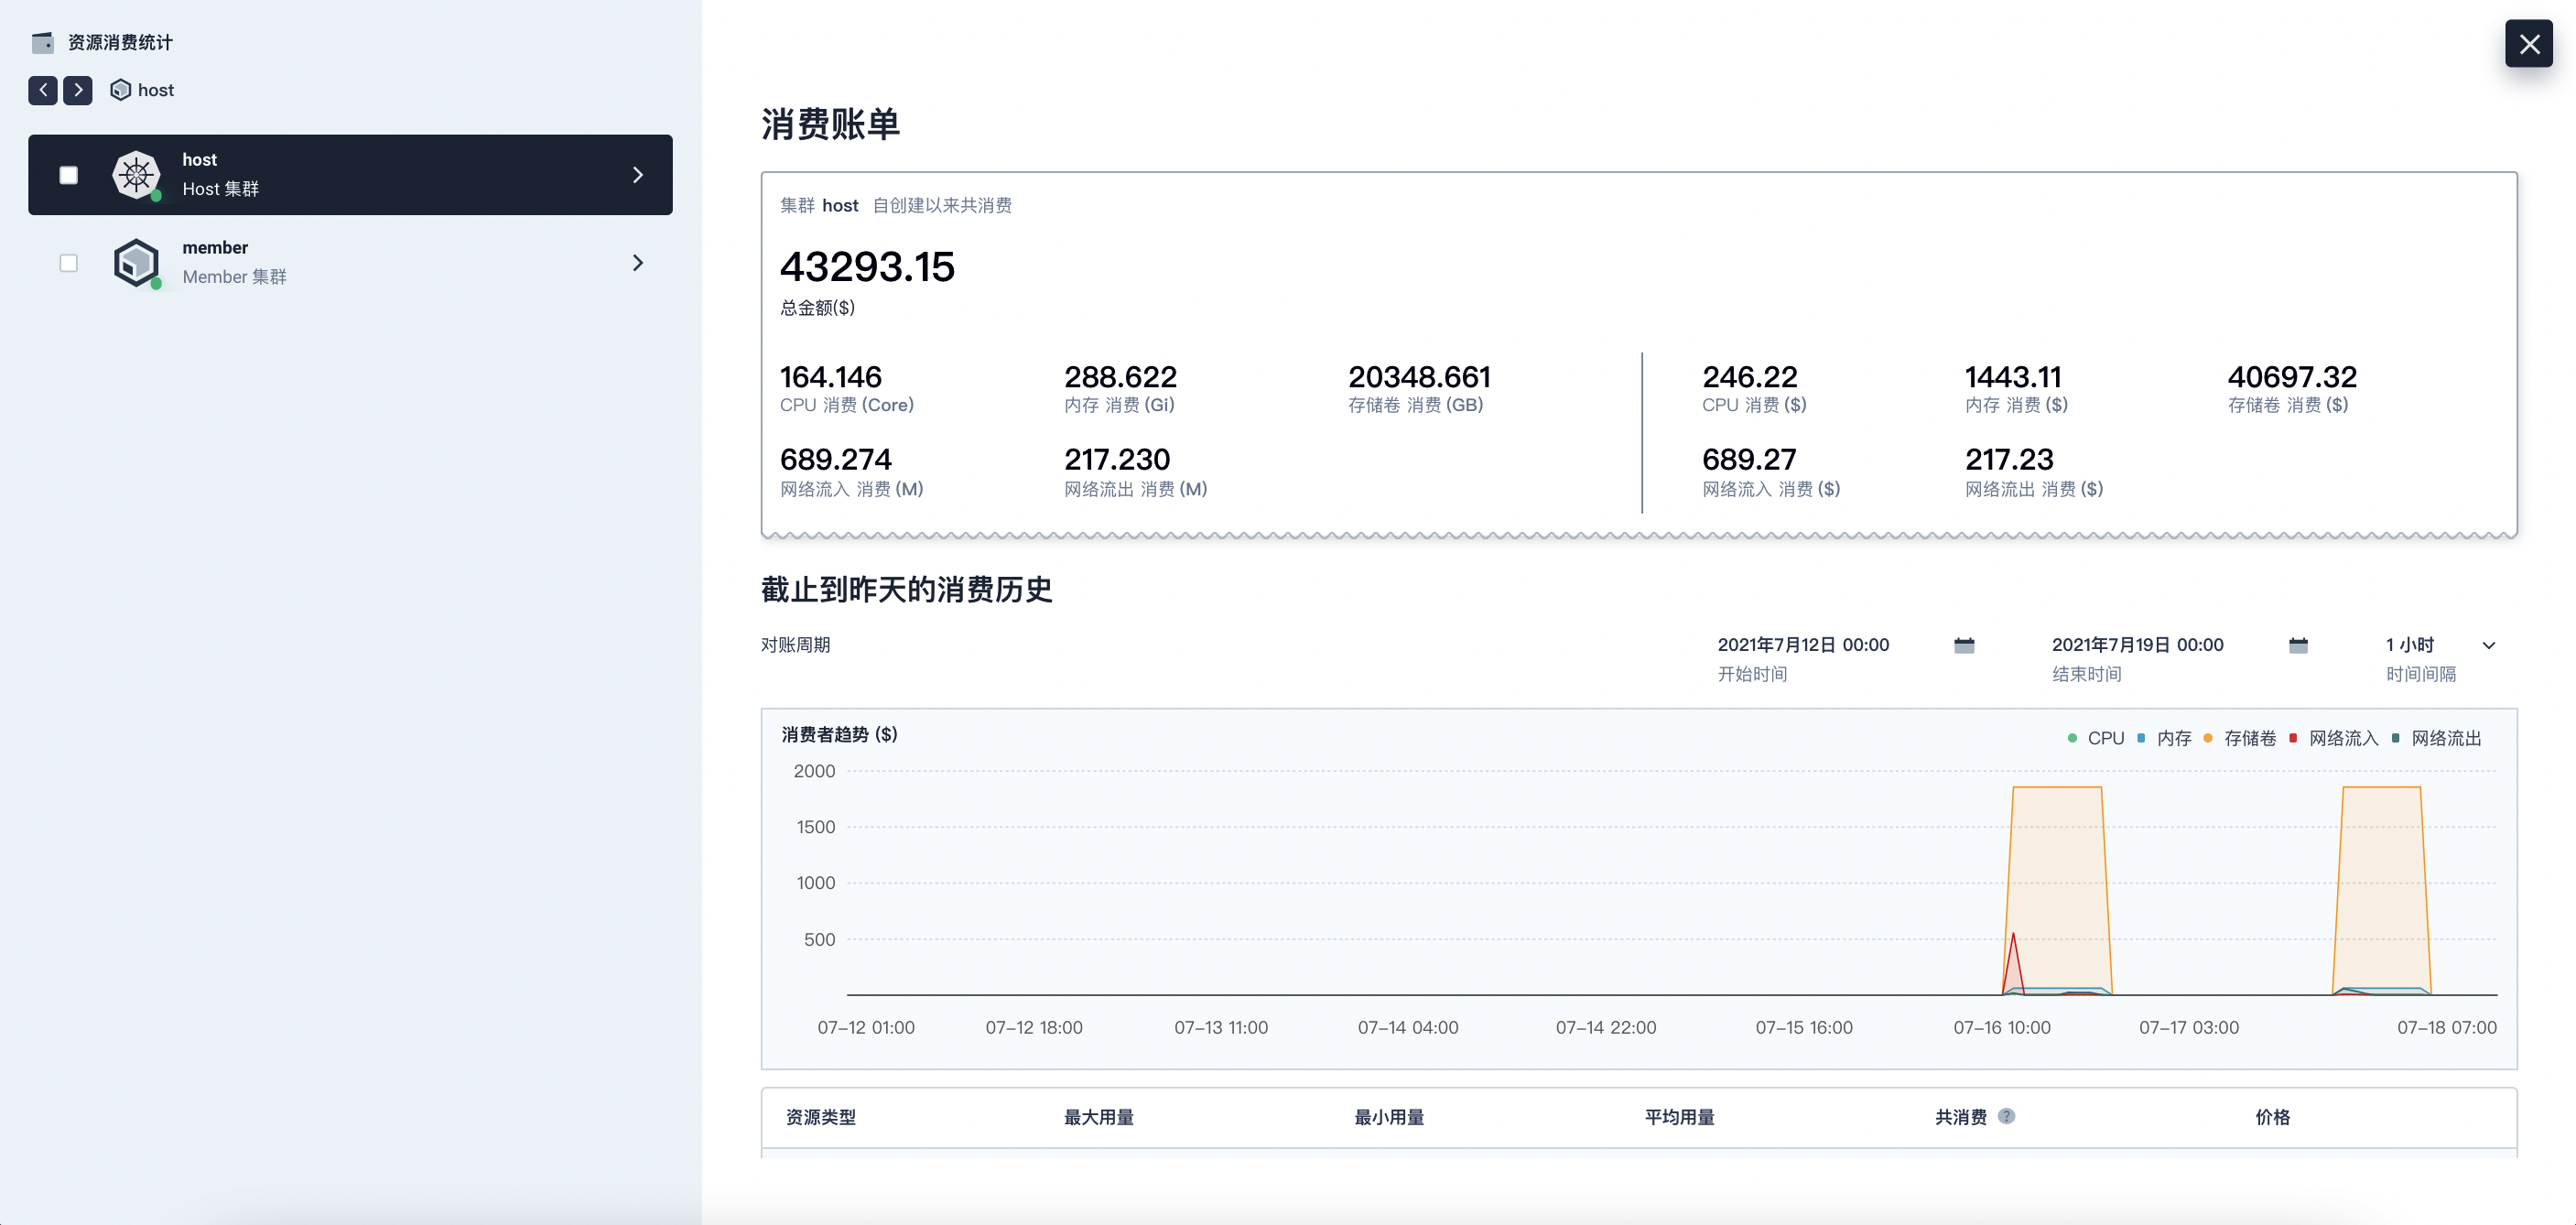 资源消费统计
host
host
Host 集群
member
Member 集群
消费账单
集群 host 自创建以来共消费
43293.15
总金额($)
164.146 288.622 20348.661 246.22 1443.11 40697.32
CPU 消费 (Core) 内存 消费 (Gi) 存储卷 消费 (GB) CPU 消费 ($) 内存 消费 ($) 存储卷 消费 ($)
689.274 217.230 689.27 217.23
网络流入 消费 (M) 网络流出 消费 (M) 网络流入 消费 ($) 网络流出 消费 ($)
截止到昨天的消费历史
对账周期 2021年7月12日 00:00 2021年7月19日 00:00 1 小时
开始时间 结束时间 时间间隔
消费者趋势 ($) CPU 内存 存储卷 网络流入 网络流出
2000
1500
1000
500
07–12 01:00 07–12 18:00 07–13 11:00 07–14 04:00 07–14 22:00 07–15 16:00 07–16 10:00 07–17 03:00 07–18 07:00
资源类型 最大用量 最小用量 平均用量 共消费 ? 价格